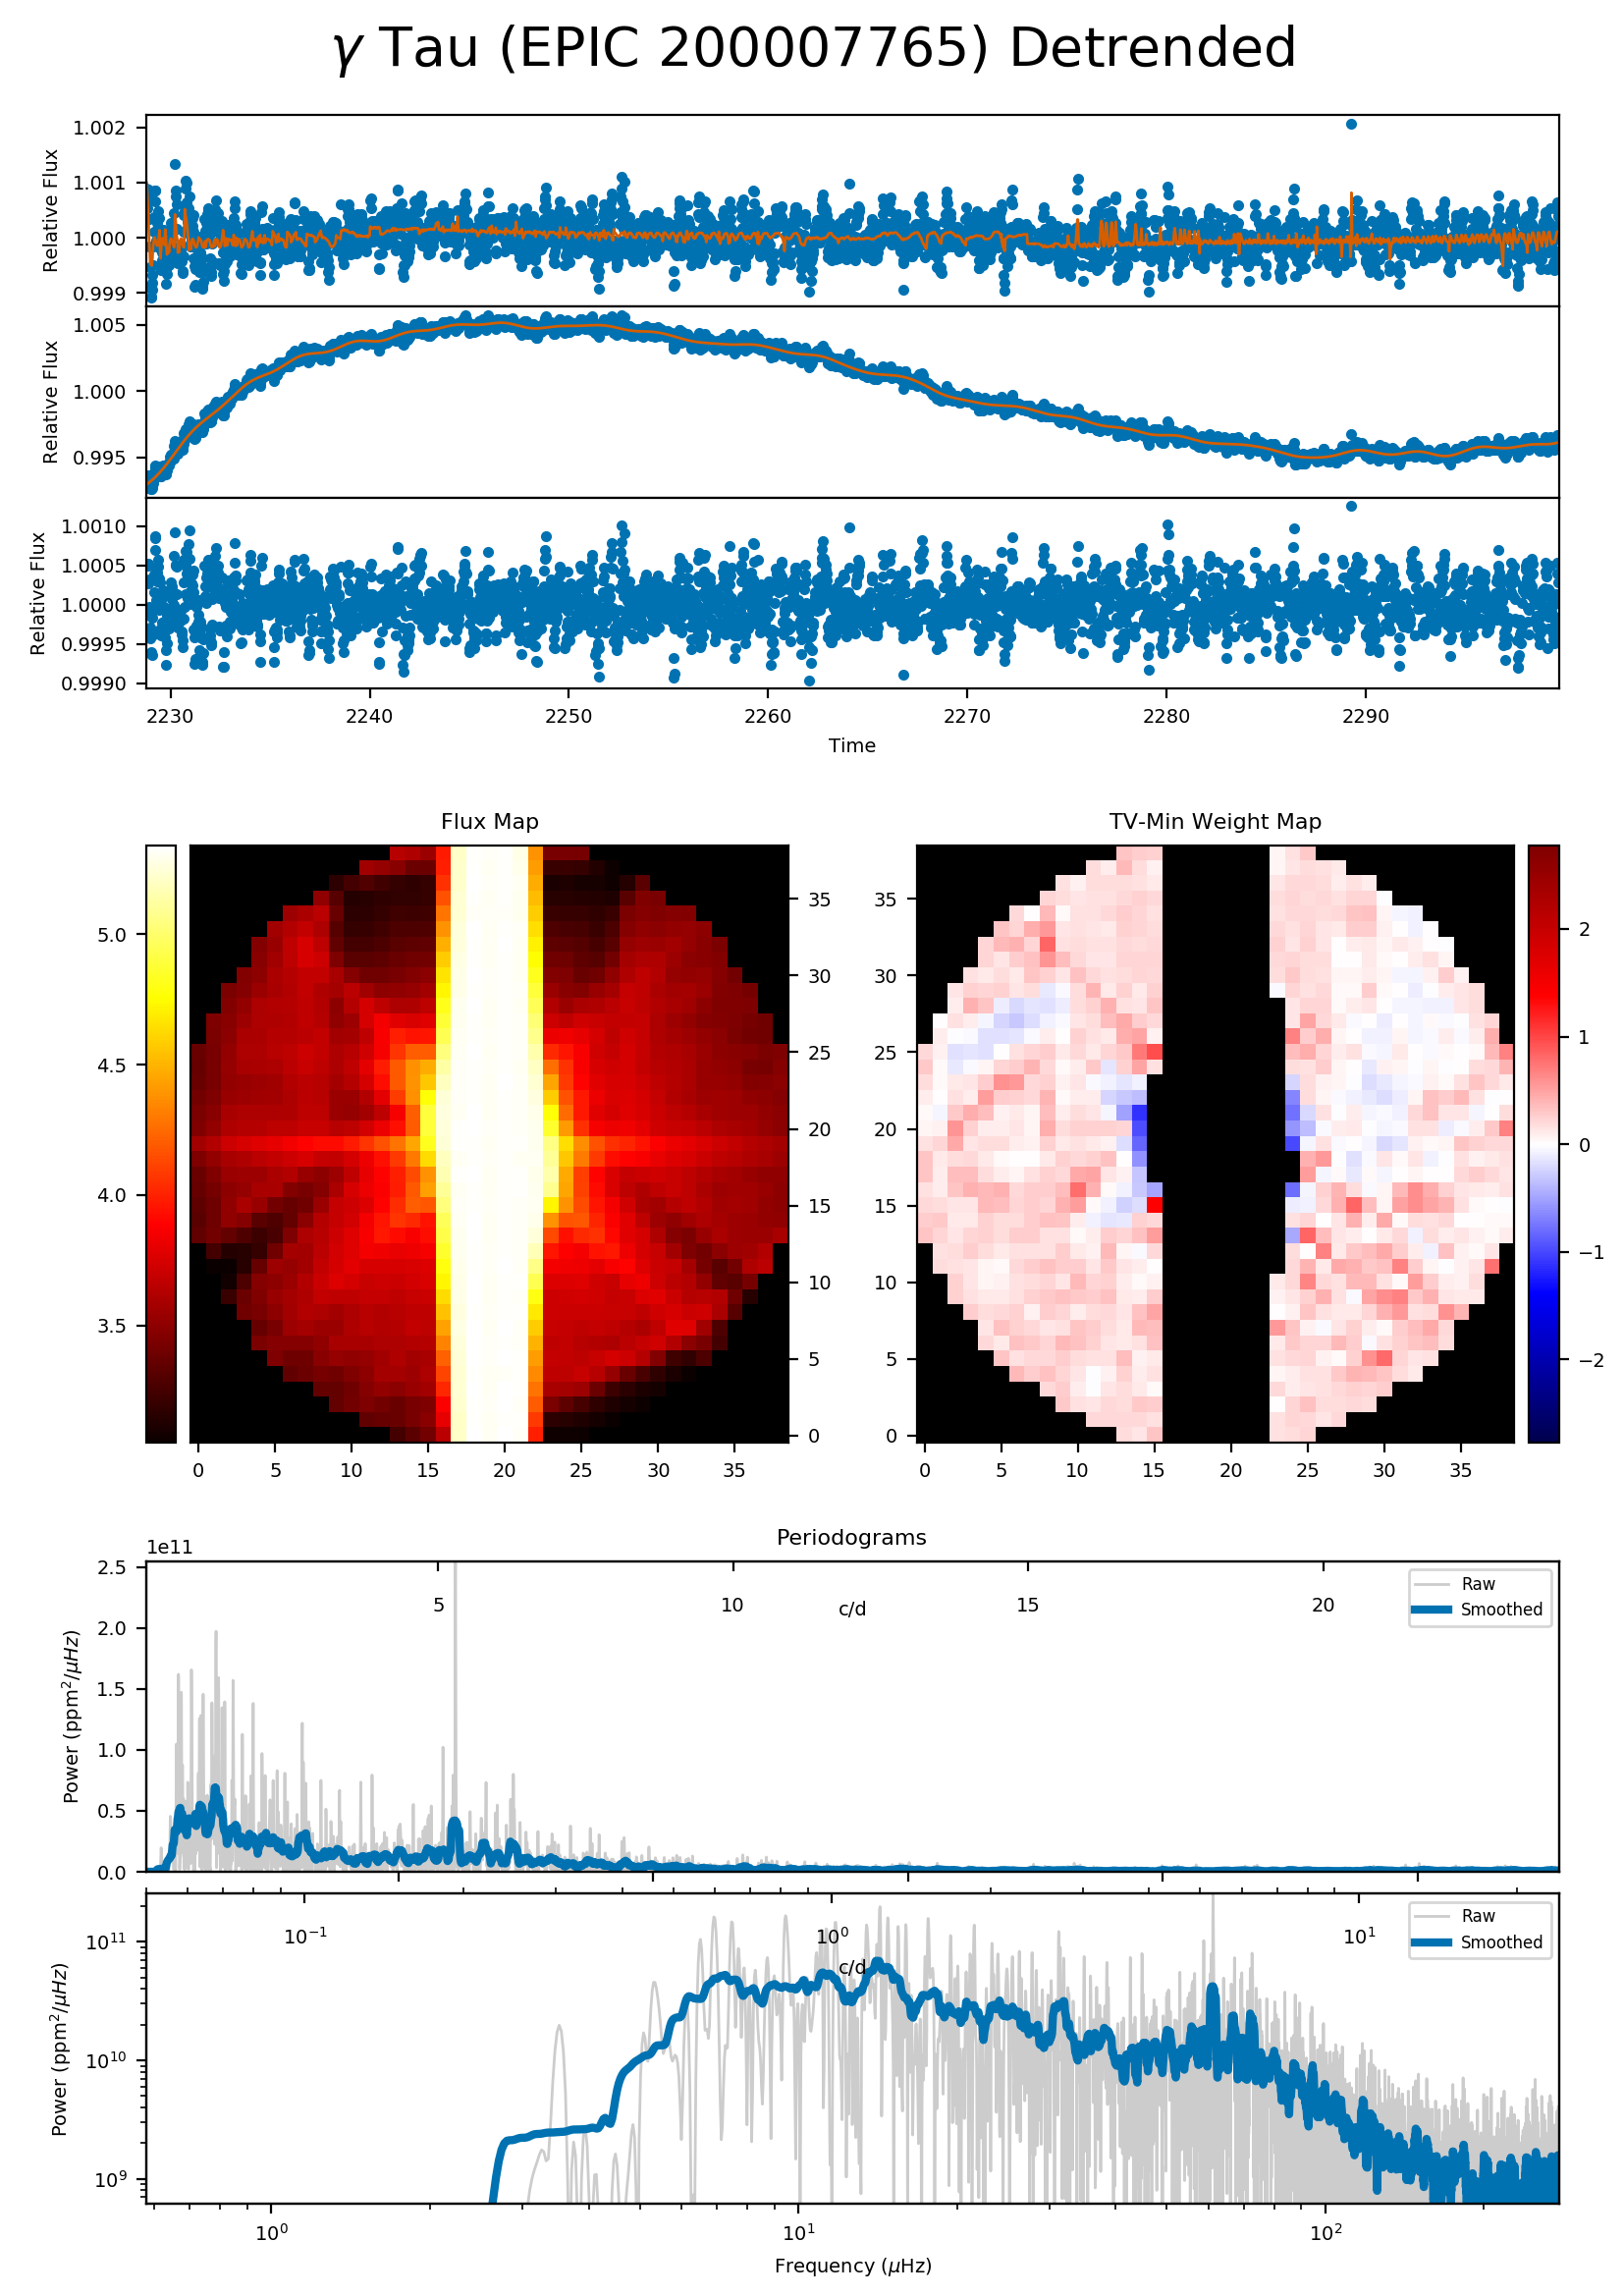 γ Tau (EPIC 200007765) Detrended
1.002
1.001
1.000
0.999
Relative Flux
1.005
1.000
0.995
Relative Flux
1.0010
1.0005
1.0000
0.9995
0.9990
Relative Flux
2230 2240 2250 2260 2270 2280 2290
Time
Flux Map
5.0
4.5
4.0
3.5
35
30
25
20
15
10
5
0
0 5 10 15 20 25 30 35
TV-Min Weight Map
35
30
25
20
15
10
5
0
0 5 10 15 20 25 30 35
2
1
0
−1
−2
Periodograms
1e11
2.5
2.0
1.5
1.0
0.5
0.0
Power (ppm²/μHz)
5 10 15 20
c/d
Raw
Smoothed
10¹¹
10¹⁰
10⁹
Power (ppm²/μHz)
10⁻¹ 10⁰ 10¹
c/d
Raw
Smoothed
10⁰ 10¹ 10²
Frequency (μHz)